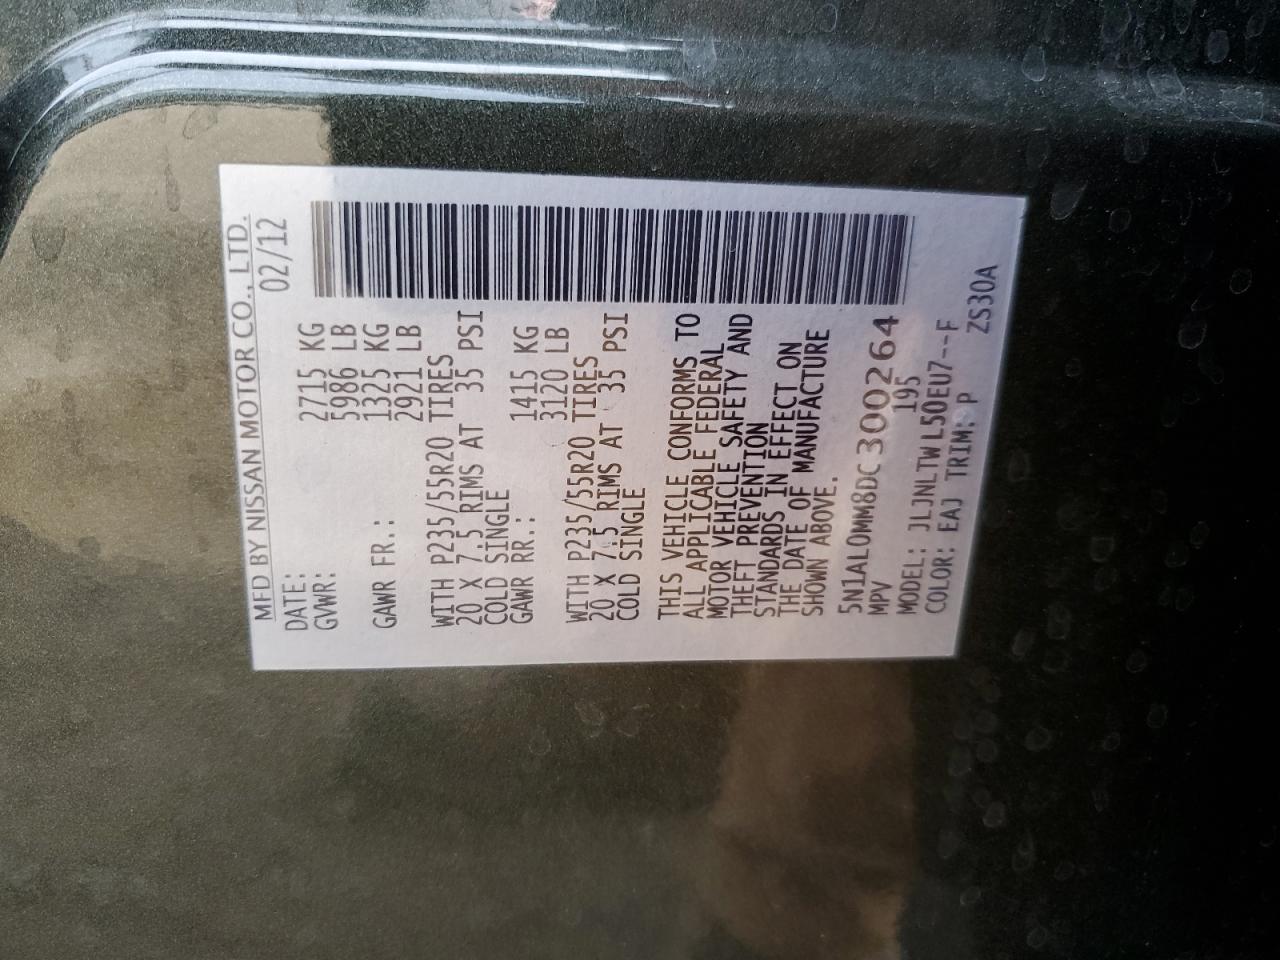 MFD BY NISSAN MOTOR CO., LTD.
DATE: 02/12
GVWR: 2715 KG
5986 LB
GAWR FR.: 1325 KG
2921 LB
WITH P235/55R20 TIRES
20 X 7.5 RIMS AT 35 PSI
COLD SINGLE
GAWR RR.: 1415 KG
3120 LB
WITH P235/55R20 TIRES
20 X 7.5 RIMS AT 35 PSI
COLD SINGLE
THIS VEHICLE CONFORMS TO
ALL APPLICABLE FEDERAL
MOTOR VEHICLE SAFETY AND
THEFT PREVENTION
STANDARDS IN EFFECT ON
THE DATE OF MANUFACTURE
SHOWN ABOVE.
5N1AL0MM8DC300264
MPV 195
MODEL: JLJNLTWL50EU7--F
COLOR: EAJ TRIM: P ZS30A